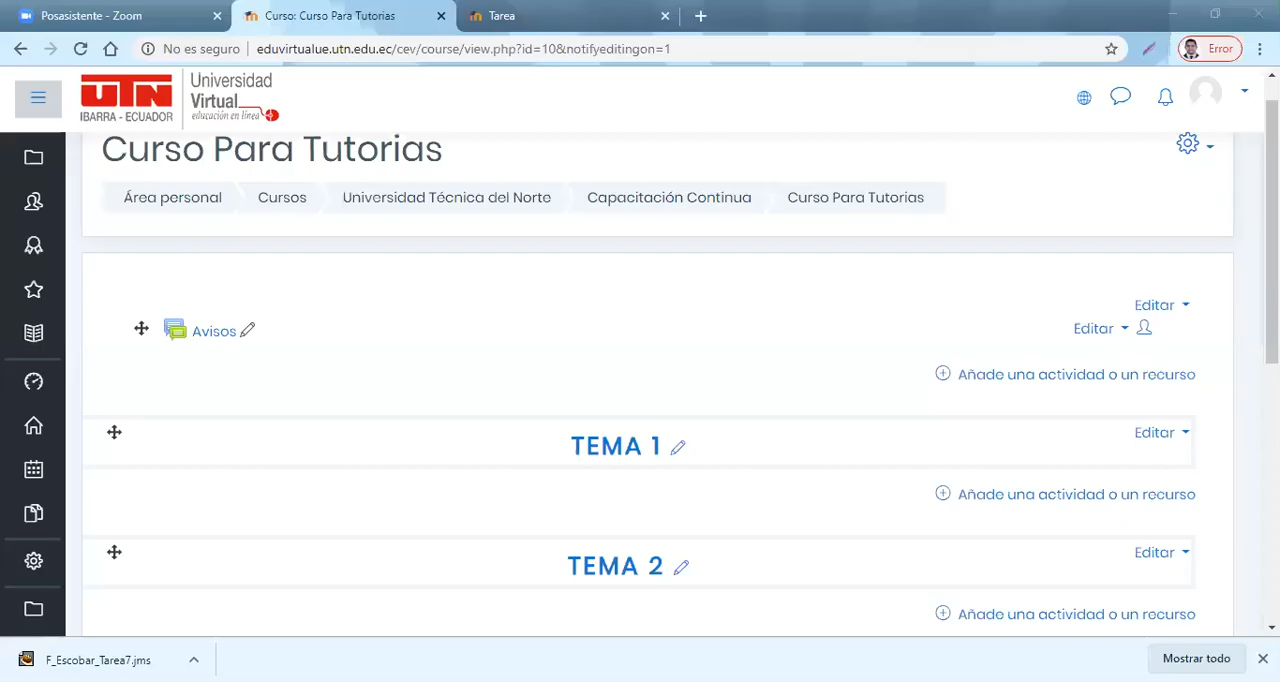 Posasistente - Zoom
Curso: Curso Para Tutorias
Tarea
No es seguro
eduvirtualue.utn.edu.ec/cev/course/view.php?id=10&notifyeditingon=1
Error
UTN
IBARRA - ECUADOR
Universidad
Virtual
educación en línea
Curso Para Tutorias
Área personal
Cursos
Universidad Técnica del Norte
Capacitación Continua
Curso Para Tutorias
Editar
Avisos
Editar
Añade una actividad o un recurso
TEMA 1
Editar
Añade una actividad o un recurso
TEMA 2
Editar
Añade una actividad o un recurso
F_Escobar_Tarea7.jms
Mostrar todo